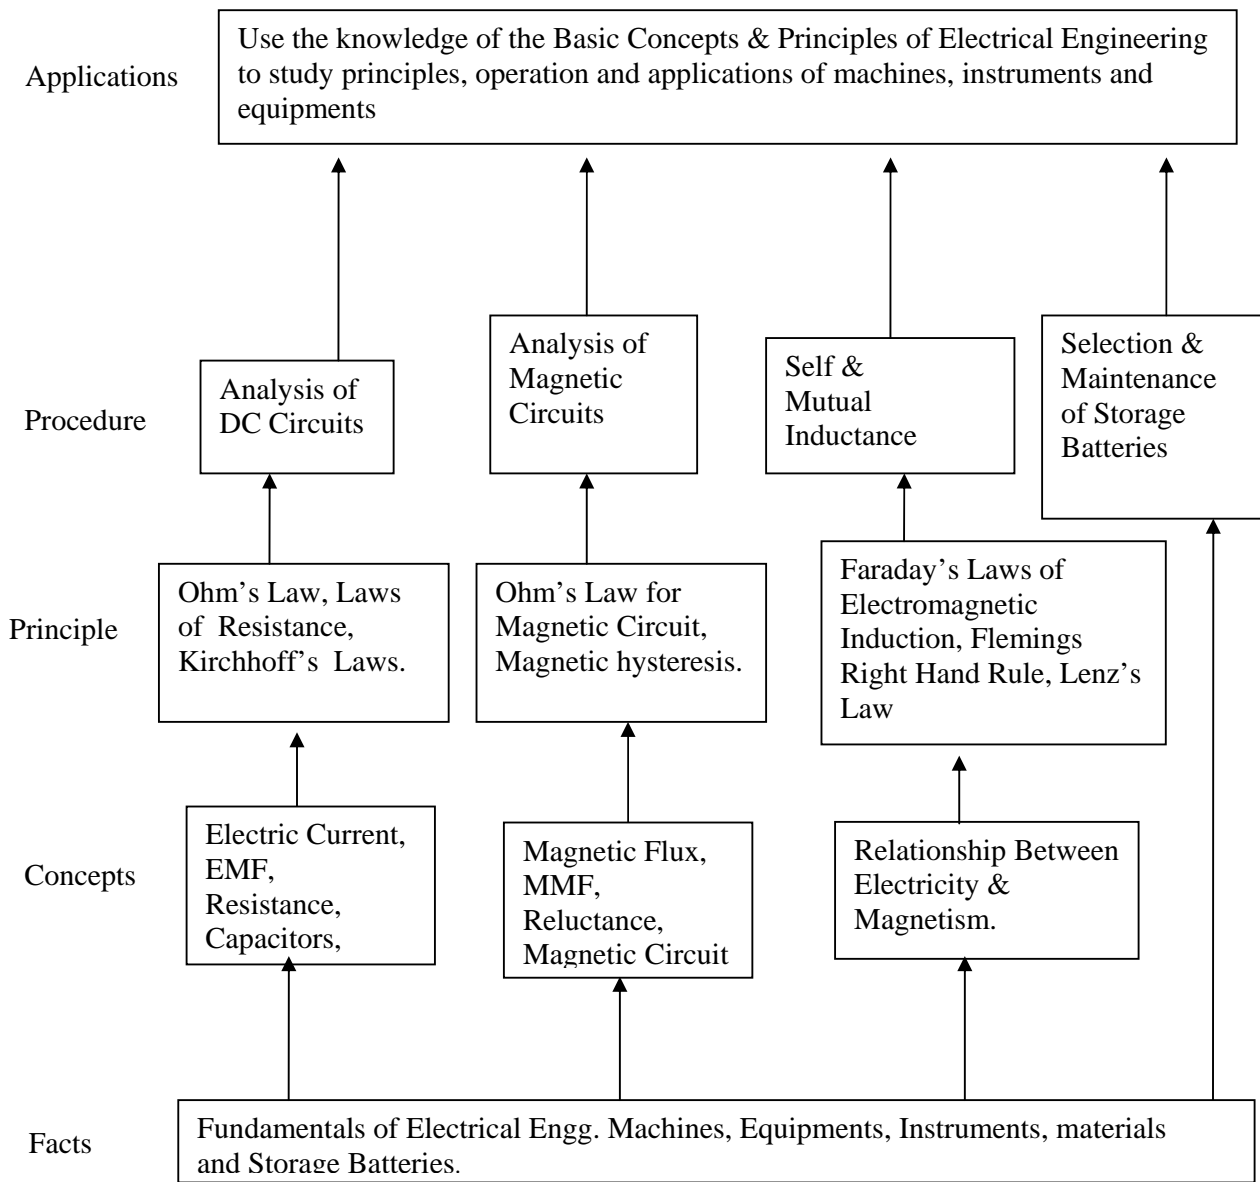 Applications
Use the knowledge of the Basic Concepts & Principles of Electrical Engineering
to study principles, operation and applications of machines, instruments and
equipments
Procedure
Analysis of
DC Circuits
Analysis of
Magnetic
Circuits
Self &
Mutual
Inductance
Selection &
Maintenance
of Storage
Batteries
Principle
Ohm’s Law, Laws
of  Resistance,
Kirchhoff’s  Laws.
Ohm’s Law for
Magnetic Circuit,
Magnetic hysteresis.
Faraday’s Laws of
Electromagnetic
Induction, Flemings
Right Hand Rule, Lenz’s
Law
Concepts
Electric Current,
EMF,
Resistance,
Capacitors,
Magnetic Flux,
MMF,
Reluctance,
Magnetic Circuit
Relationship Between
Electricity &
Magnetism.
Facts
Fundamentals of Electrical Engg. Machines, Equipments, Instruments, materials
and Storage Batteries.